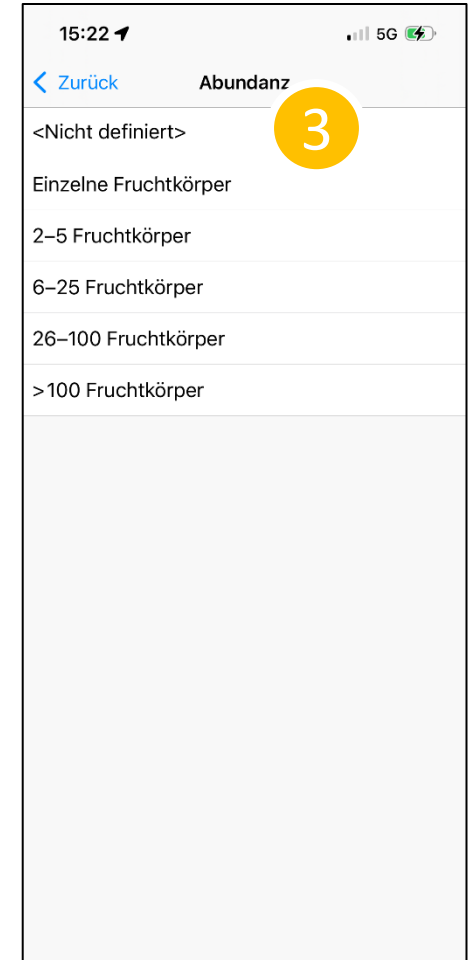 15:22 5G
Zurück Abundanz
3
<Nicht definiert>
Einzelne Fruchtkörper
2–5 Fruchtkörper
6–25 Fruchtkörper
26–100 Fruchtkörper
>100 Fruchtkörper